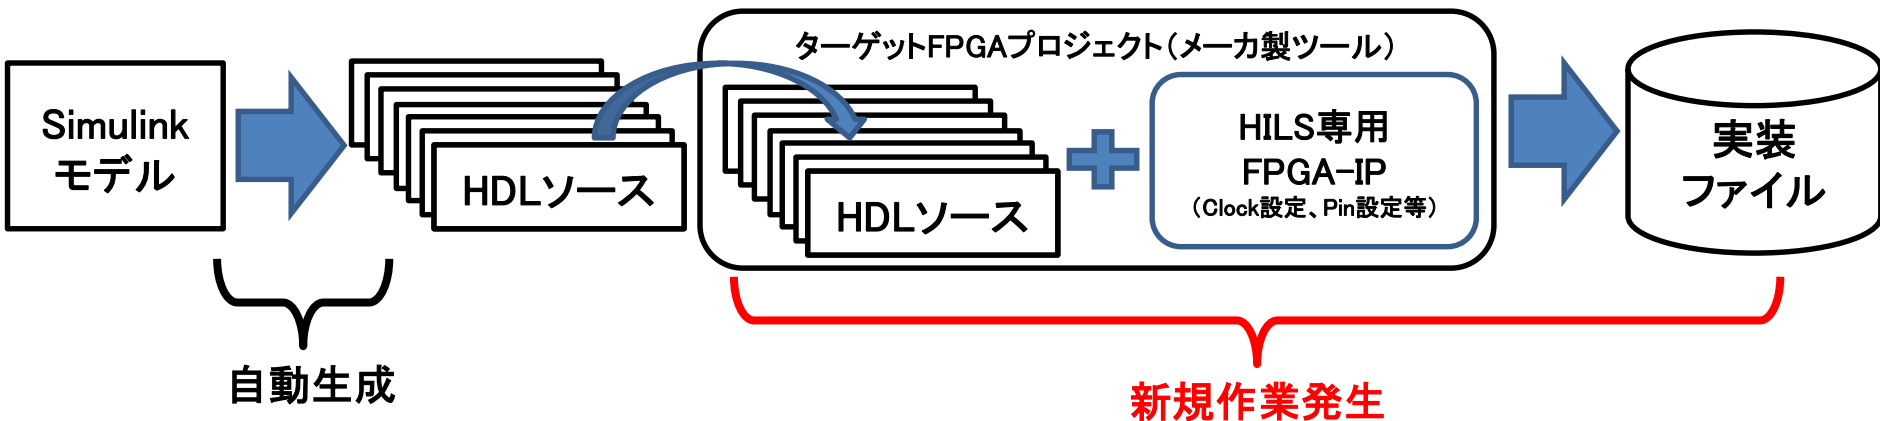 ターゲットFPGAプロジェクト(メーカ製ツール)
Simulink
モデル
HDLソース
HDLソース
HILS専用
FPGA-IP
(Clock設定、Pin設定等)
実装
ファイル
自動生成
新規作業発生